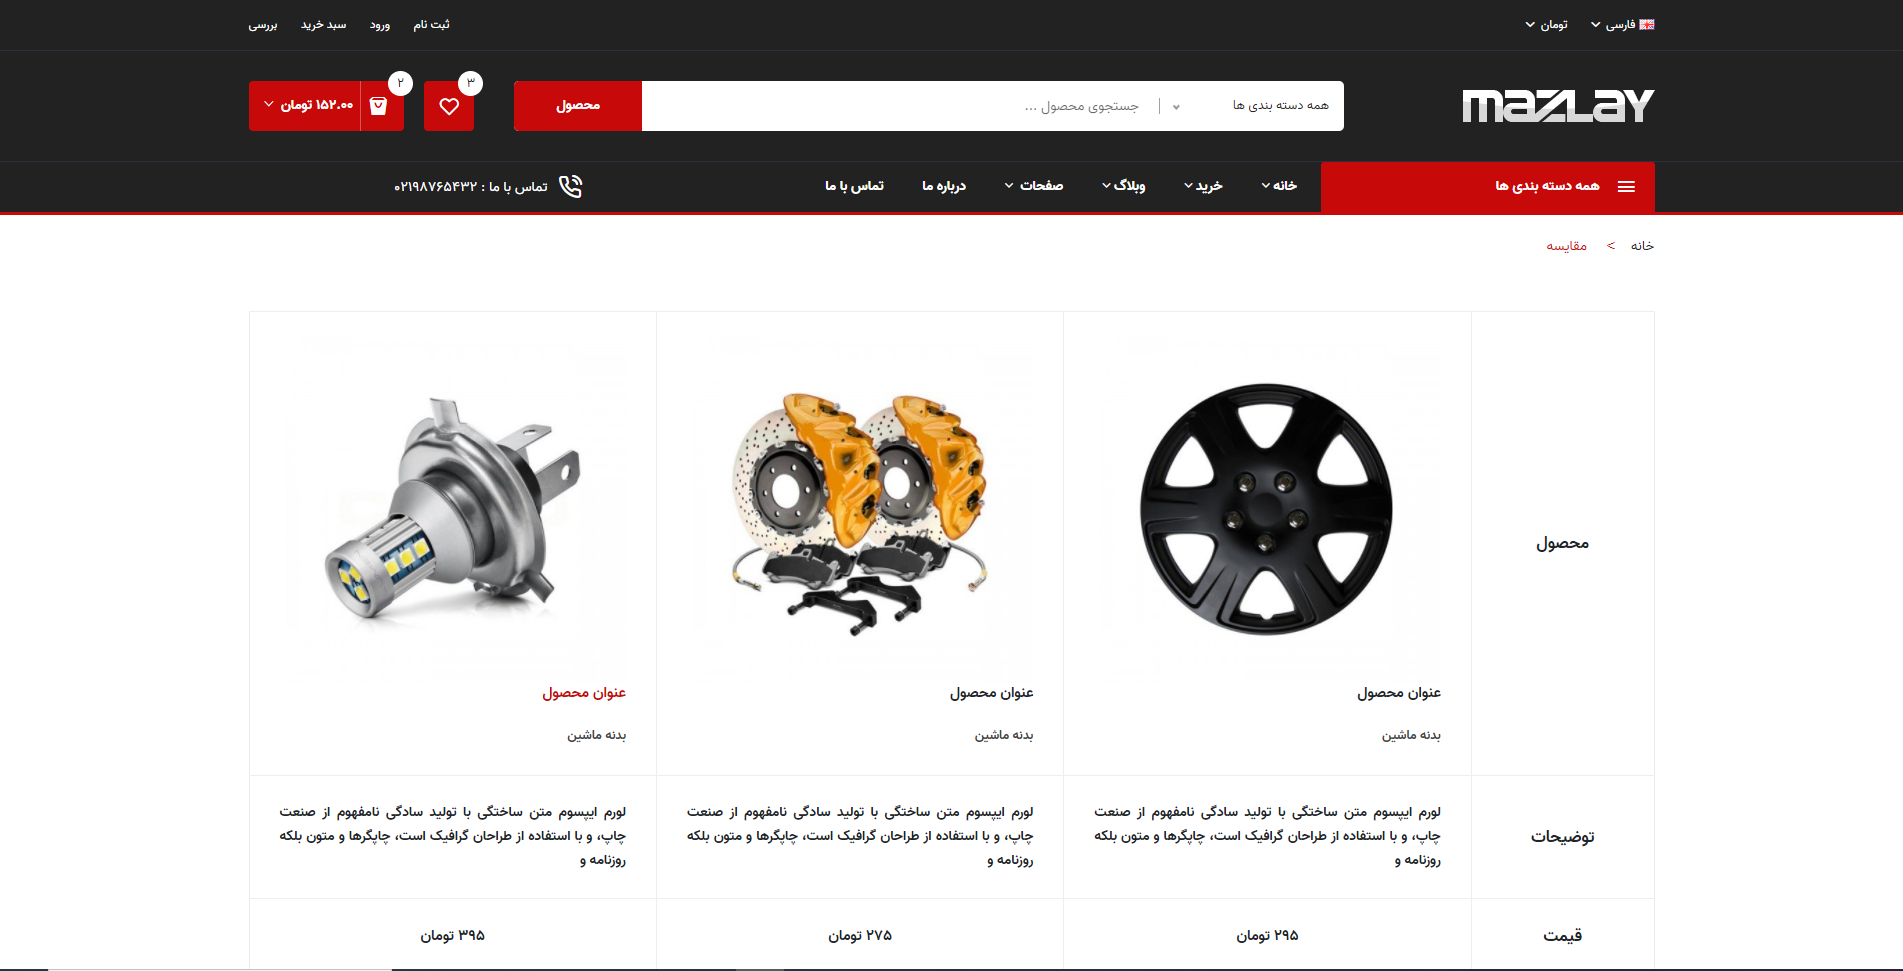 فارسی
تومان
ثبت نام
ورود
سبد خرید
بررسی
mazlay
همه دسته بندی ها
جستجوی محصول ...
محصول
۳
۲
۱۵۲.۰۰ تومان
همه دسته بندی ها
خانه
خرید
وبلاگ
صفحات
درباره ما
تماس با ما
تماس با ما : ۰۲۱۹۸۷۶۵۴۳۲
خانه > مقایسه
محصول
عنوان محصول
بدنه ماشین
عنوان محصول
بدنه ماشین
عنوان محصول
بدنه ماشین
توضیحات
لورم ایپسوم متن ساختگی با تولید سادگی نامفهوم از صنعت
چاپ، و با استفاده از طراحان گرافیک است، چاپگرها و متون بلکه
روزنامه و
لورم ایپسوم متن ساختگی با تولید سادگی نامفهوم از صنعت
چاپ، و با استفاده از طراحان گرافیک است، چاپگرها و متون بلکه
روزنامه و
لورم ایپسوم متن ساختگی با تولید سادگی نامفهوم از صنعت
چاپ، و با استفاده از طراحان گرافیک است، چاپگرها و متون بلکه
روزنامه و
قیمت
۲۹۵ تومان
۲۷۵ تومان
۳۹۵ تومان